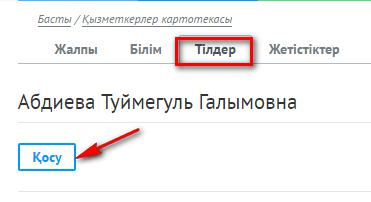 Басты / Қызметкерлер картотекасы
Жалпы Білім Тілдер Жетістіктер
Абдиева Туймегуль Галымовна
Қосу